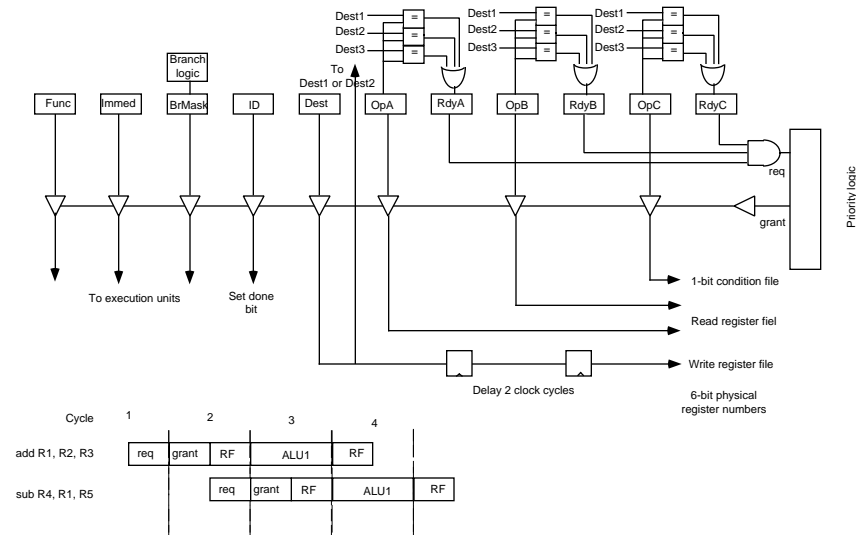 Dest1
Dest2
Dest3
=
=
=
Dest1
Dest2
Dest3
=
=
=
Dest1
Dest2
Dest3
=
=
=
To
Dest1 or Dest2
Branch
logic
Func
Immed
BrMask
ID
Dest
OpA
RdyA
OpB
RdyB
OpC
RdyC
req
grant
Priority logic
To execution units
Set done
bit
1-bit condition file
Read register fiel
Write register file
Delay 2 clock cycles
6-bit physical
register numbers
Cycle 1 2 3 4
add R1, R2, R3 req grant RF ALU1 RF
sub R4, R1, R5 req grant RF ALU1 RF